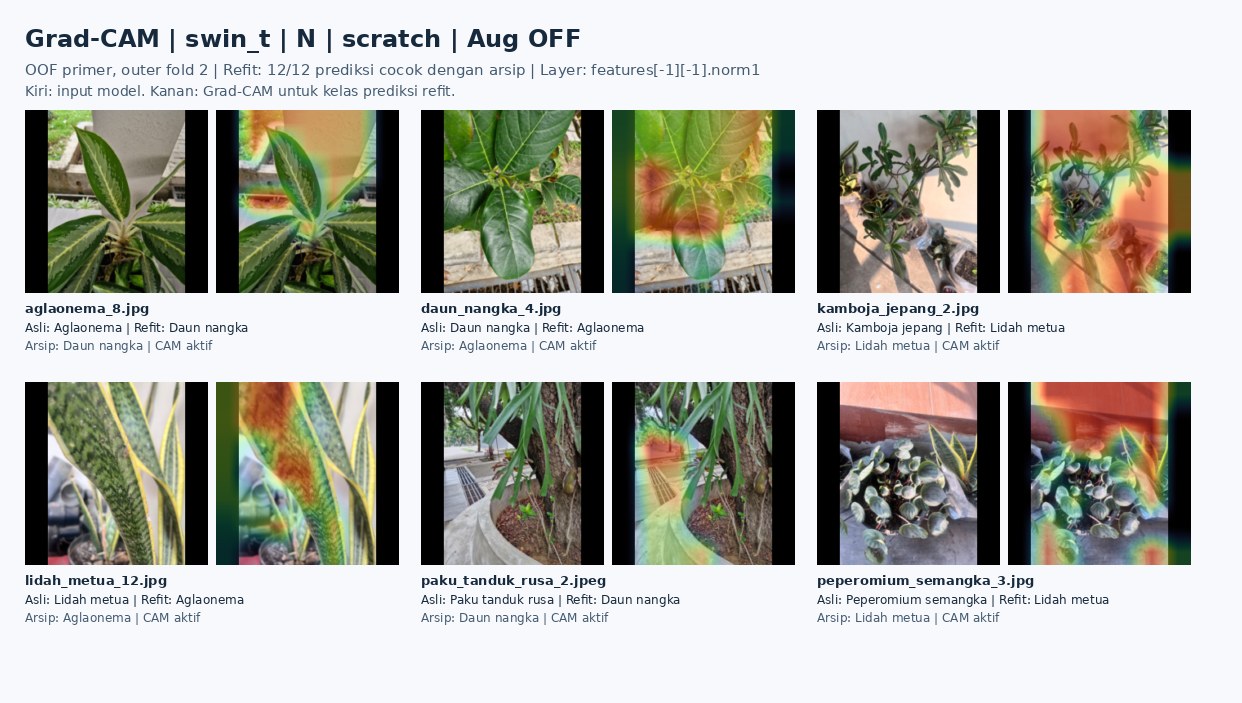 Grad-CAM | swin_t | N | scratch | Aug OFF
OOF primer, outer fold 2 | Refit: 12/12 prediksi cocok dengan arsip | Layer: features[-1][-1].norm1
Kiri: input model. Kanan: Grad-CAM untuk kelas prediksi refit.
aglaonema_8.jpg
Asli: Aglaonema | Refit: Daun nangka
Arsip: Daun nangka | CAM aktif
daun_nangka_4.jpg
Asli: Daun nangka | Refit: Aglaonema
Arsip: Aglaonema | CAM aktif
kamboja_jepang_2.jpg
Asli: Kamboja jepang | Refit: Lidah metua
Arsip: Lidah metua | CAM aktif
lidah_metua_12.jpg
Asli: Lidah metua | Refit: Aglaonema
Arsip: Aglaonema | CAM aktif
paku_tanduk_rusa_2.jpeg
Asli: Paku tanduk rusa | Refit: Daun nangka
Arsip: Daun nangka | CAM aktif
peperomium_semangka_3.jpg
Asli: Peperomium semangka | Refit: Lidah metua
Arsip: Lidah metua | CAM aktif